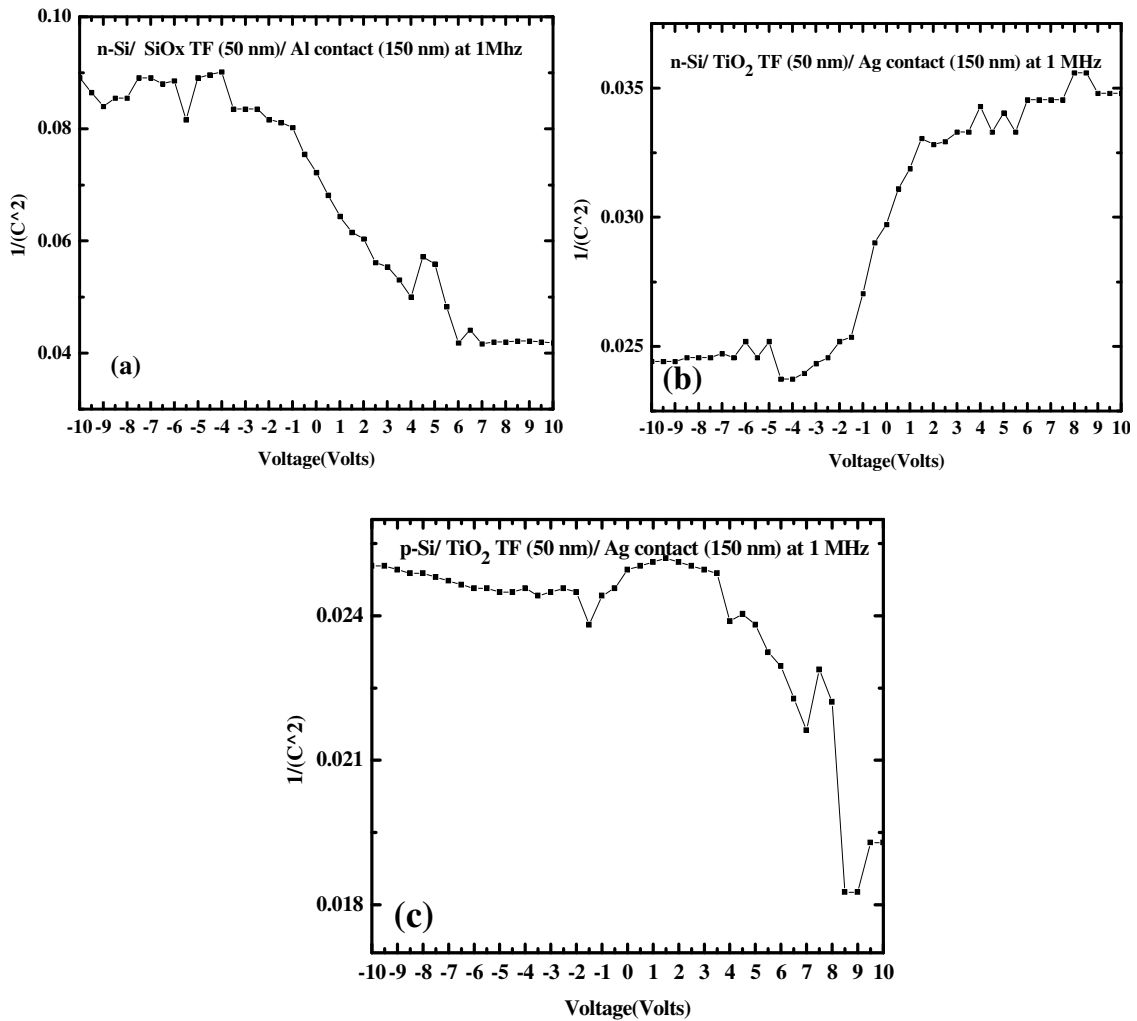 n-Si/ SiOx TF (50 nm)/ Al contact (150 nm) at 1Mhz
0.10
0.08
0.06
0.04
1/(C^2)
(a)
-10 -9 -8 -7 -6 -5 -4 -3 -2 -1 0 1 2 3 4 5 6 7 8 9 10
Voltage(Volts)
n-Si/ TiO2 TF (50 nm)/ Ag contact (150 nm) at 1 MHz
0.035
0.030
0.025
1/(C^2)
(b)
-10 -9 -8 -7 -6 -5 -4 -3 -2 -1 0 1 2 3 4 5 6 7 8 9 10
Voltage(Volts)
p-Si/ TiO2 TF (50 nm)/ Ag contact (150 nm) at 1 MHz
0.024
0.021
0.018
1/(C^2)
(c)
-10 -9 -8 -7 -6 -5 -4 -3 -2 -1 0 1 2 3 4 5 6 7 8 9 10
Voltage(Volts)